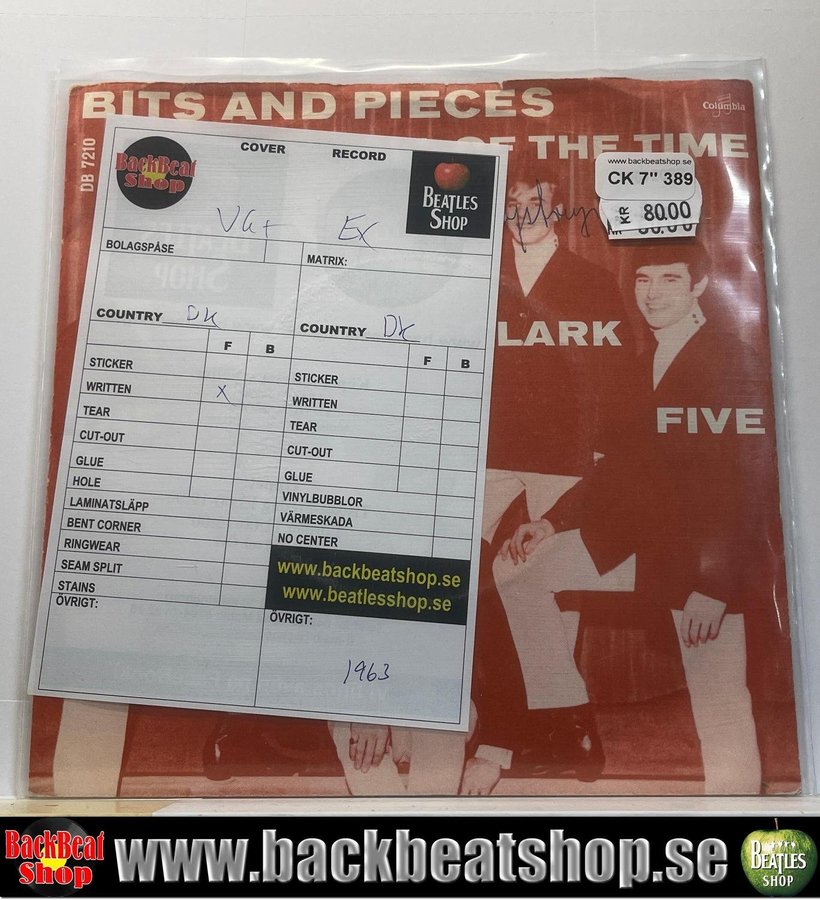 BITS AND PIECES
Columbia
DB 7210
OF THE TIME
www.backbeatshop.se
CK 7" 389
KR 80.00
LARK
FIVE
BackBeat
Shop
COVER
RECORD
BEATLES
SHOP
VG+
EX
BOLAGSPÅSE
MATRIX:
COUNTRY DK
COUNTRY DK
F B
F B
STICKER
STICKER
WRITTEN X
WRITTEN
TEAR
TEAR
CUT-OUT
CUT-OUT
GLUE
GLUE
HOLE
VINYLBUBBLOR
LAMINATSLÄPP
VÄRMESKADA
BENT CORNER
NO CENTER
RINGWEAR
SEAM SPLIT
STAINS
www.backbeatshop.se
www.beatlesshop.se
ÖVRIGT:
ÖVRIGT:
1963
BackBeat
Shop
www.backbeatshop.se
BEATLES
SHOP